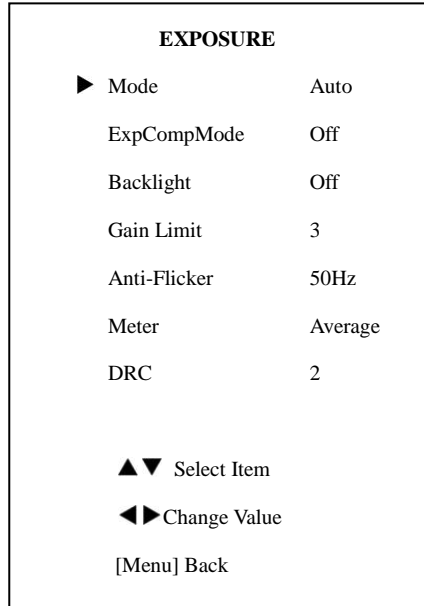 EXPOSURE
▶ Mode Auto
ExpCompMode Off
Backlight Off
Gain Limit 3
Anti-Flicker 50Hz
Meter Average
DRC 2
▲▼ Select Item
◀▶Change Value
[Menu] Back